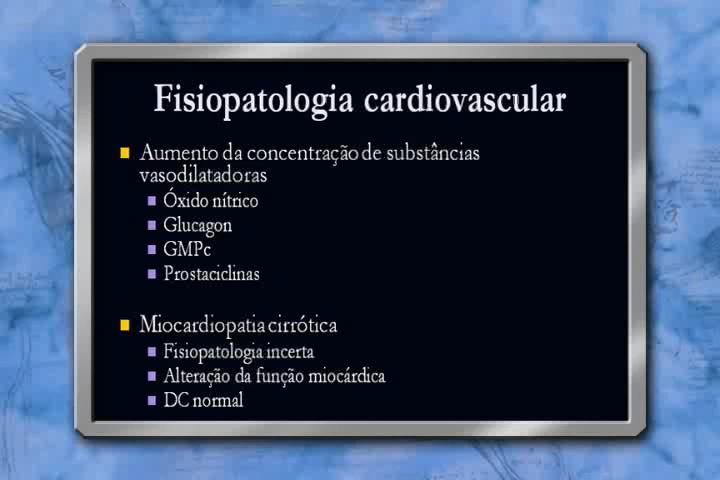 Fisiopatologia cardiovascular
Aumento da concentração de substâncias
vasodilatadoras
Óxido nítrico
Glucagon
GMPc
Prostaciclinas
Miocardiopatia cirrótica
Fisiopatologia incerta
Alteração da função miocárdica
DC normal